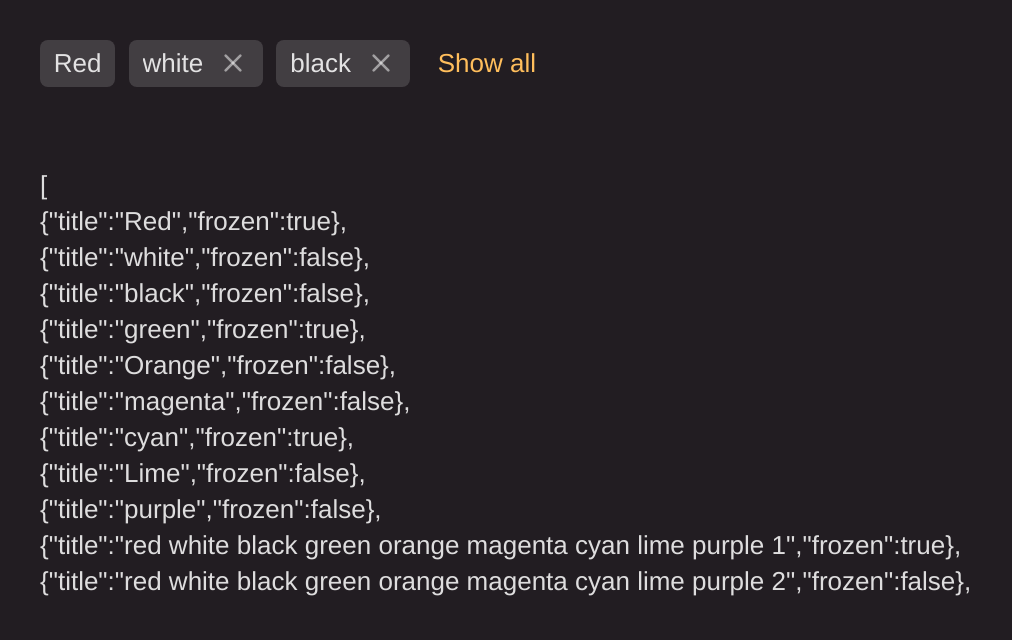 Red white black Show all
[
{"title":"Red","frozen":true},
{"title":"white","frozen":false},
{"title":"black","frozen":false},
{"title":"green","frozen":true},
{"title":"Orange","frozen":false},
{"title":"magenta","frozen":false},
{"title":"cyan","frozen":true},
{"title":"Lime","frozen":false},
{"title":"purple","frozen":false},
{"title":"red white black green orange magenta cyan lime purple 1","frozen":true},
{"title":"red white black green orange magenta cyan lime purple 2","frozen":false},